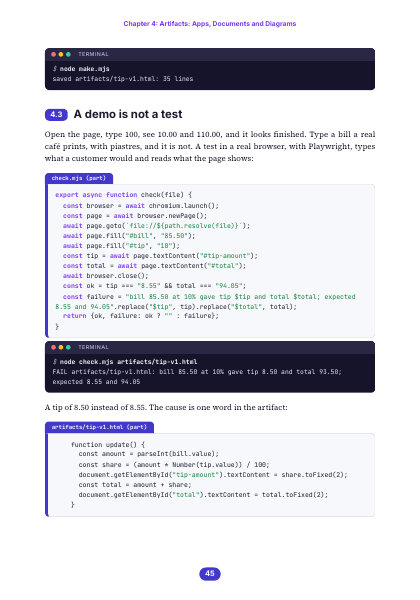 Chapter 4: Artifacts: Apps, Documents and Diagrams
TERMINAL
$ node make.mjs
saved artifacts/tip-v1.html: 35 lines
4.3 A demo is not a test
Open the page, type 100, see 10.00 and 110.00, and it looks finished. Type a bill a real
café prints, with piastres, and it is not. A test in a real browser, with Playwright, types
what a customer would and reads what the page shows:
check.mjs (part)
export async function check(file) {
  const browser = await chromium.launch();
  const page = await browser.newPage();
  await page.goto(`file://${path.resolve(file)}`);
  await page.fill("#bill", "85.50");
  await page.fill("#tip", "10");
  const tip = await page.textContent("#tip-amount");
  const total = await page.textContent("#total");
  await browser.close();
  const ok = tip === "8.55" && total === "94.05";
  const failure = "bill 85.50 at 10% gave tip $tip and total $total; expected
8.55 and 94.05".replace("$tip", tip).replace("$total", total);
  return {ok, failure: ok ? "" : failure};
}
TERMINAL
$ node check.mjs artifacts/tip-v1.html
FAIL artifacts/tip-v1.html: bill 85.50 at 10% gave tip 8.50 and total 93.50;
expected 8.55 and 94.05
A tip of 8.50 instead of 8.55. The cause is one word in the artifact:
artifacts/tip-v1.html (part)
function update() {
  const amount = parseInt(bill.value);
  const share = (amount * Number(tip.value)) / 100;
  document.getElementById("tip-amount").textContent = share.toFixed(2);
  const total = amount + share;
  document.getElementById("total").textContent = total.toFixed(2);
}
45